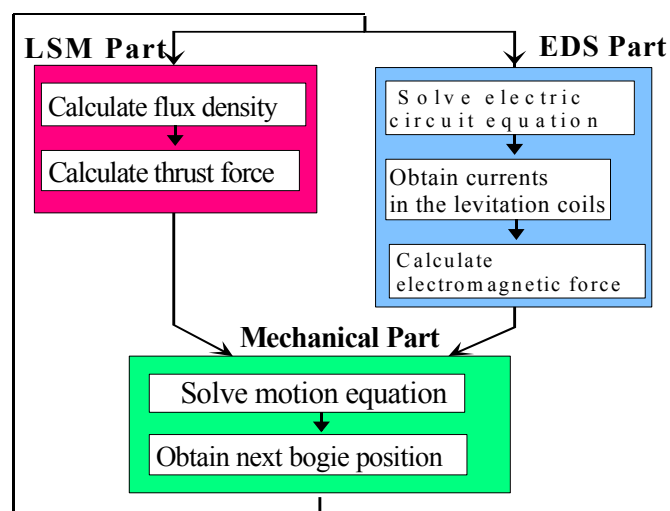 LSM Part
Calculate flux density
Calculate thrust force
EDS Part
Solve electric
circuit equation
Obtain currents
in the levitation coils
Calculate
electromagnetic force
Mechanical Part
Solve motion equation
Obtain next bogie position